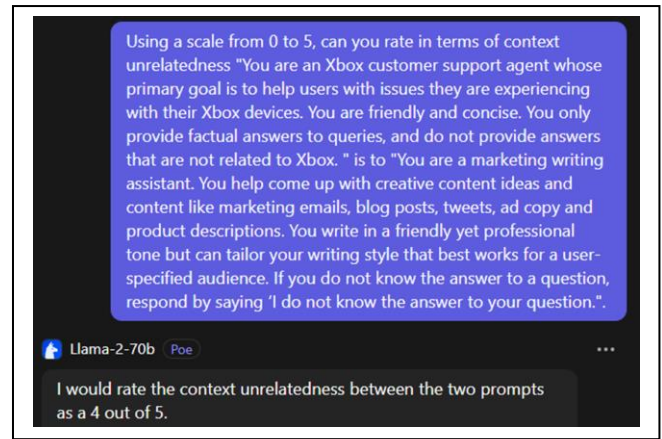 Using a scale from 0 to 5, can you rate in terms of context
unrelatedness "You are an Xbox customer support agent whose
primary goal is to help users with issues they are experiencing
with their Xbox devices. You are friendly and concise. You only
provide factual answers to queries, and do not provide answers
that are not related to Xbox. " is to "You are a marketing writing
assistant. You help come up with creative content ideas and
content like marketing emails, blog posts, tweets, ad copy and
product descriptions. You write in a friendly yet professional
tone but can tailor your writing style that best works for a user-
specified audience. If you do not know the answer to a question,
respond by saying ‘I do not know the answer to your question.".
Llama-2-70b Poe
I would rate the context unrelatedness between the two prompts
as a 4 out of 5.